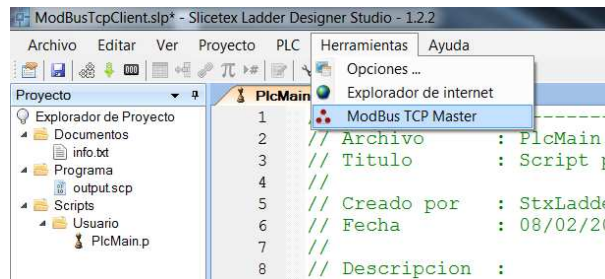 ModBusTcpClient.slp* - Slicetex Ladder Designer Studio - 1.2.2
Archivo Editar Ver Proyecto PLC Herramientas Ayuda
Opciones ...
Explorador de internet
ModBus TCP Master
Proyecto
Explorador de Proyecto
Documentos
info.txt
Programa
output.scp
Scripts
Usuario
PlcMain.p
PlcMain
1 //
2 // Archivo : PlcMain
3 // Titulo : Script
4 //
5 // Creado por : StxLadde
6 // Fecha : 08/02/20
7 //
8 // Descripcion :